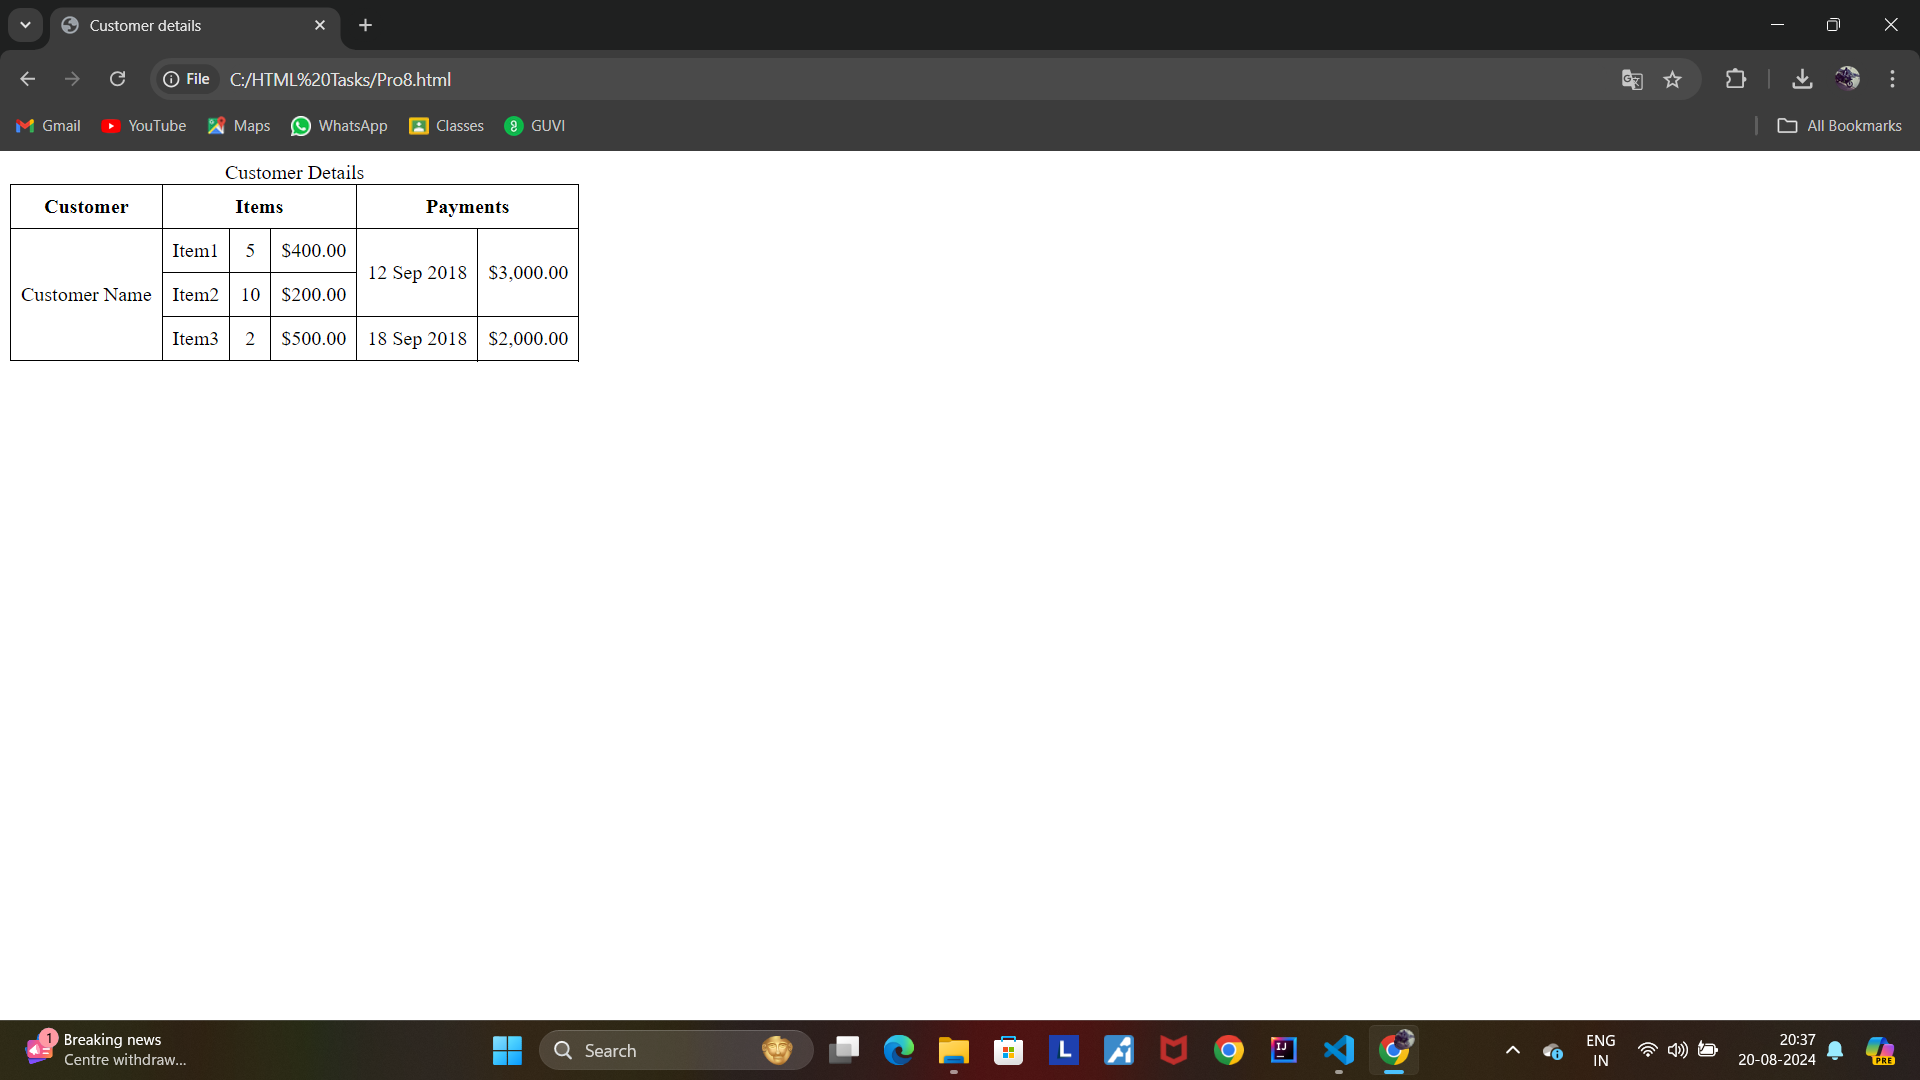 Customer details
File C:/HTML%20Tasks/Pro8.html
Gmail YouTube Maps WhatsApp Classes GUVI All Bookmarks
Customer Details
Customer Items Payments
Customer Name
Item1 5 $400.00
12 Sep 2018 $3,000.00
Item2 10 $200.00
Item3 2 $500.00 18 Sep 2018 $2,000.00
1 Breaking news
Centre withdraw...
Search
L
IJ
ENG
IN
20:37
20-08-2024
PRE